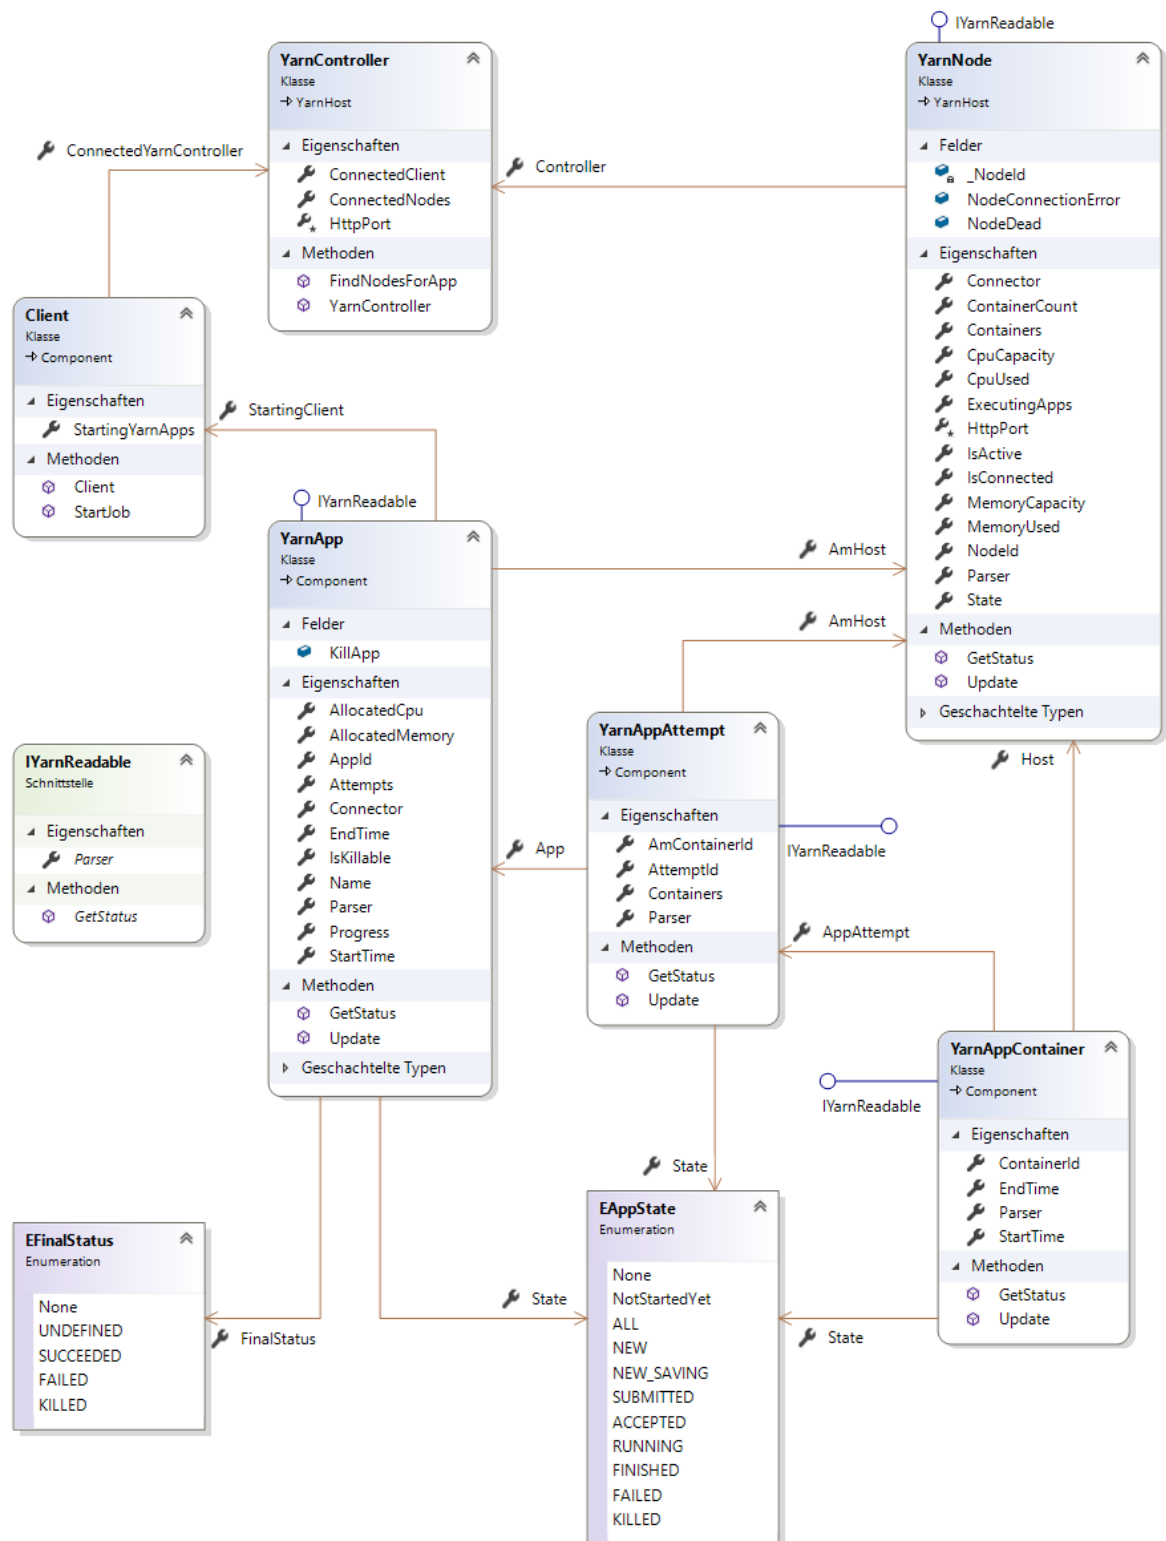 IYarnReadable
YarnController
Klasse
YarnHost
Eigenschaften
ConnectedClient
ConnectedNodes
HttpPort
Methoden
FindNodesForApp
YarnController
ConnectedYarnController
Controller
YarnNode
Klasse
YarnHost
Felder
_NodeId
NodeConnectionError
NodeDead
Eigenschaften
Connector
ContainerCount
Containers
CpuCapacity
CpuUsed
ExecutingApps
HttpPort
IsActive
IsConnected
MemoryCapacity
MemoryUsed
NodeId
Parser
State
Methoden
GetStatus
Update
Geschachtelte Typen
Client
Klasse
Component
Eigenschaften
StartingYarnApps
Methoden
Client
StartJob
StartingClient
IYarnReadable
YarnApp
Klasse
Component
Felder
KillApp
Eigenschaften
AllocatedCpu
AllocatedMemory
AppId
Attempts
Connector
EndTime
IsKillable
Name
Parser
Progress
StartTime
Methoden
GetStatus
Update
Geschachtelte Typen
AmHost
AmHost
Host
IYarnReadable
Schnittstelle
Eigenschaften
Parser
Methoden
GetStatus
App
YarnAppAttempt
Klasse
Component
Eigenschaften
AmContainerId
AttemptId
Containers
Parser
Methoden
GetStatus
Update
IYarnReadable
AppAttempt
YarnAppContainer
Klasse
Component
Eigenschaften
ContainerId
EndTime
Parser
StartTime
Methoden
GetStatus
Update
IYarnReadable
State
State
State
FinalStatus
EFinalStatus
Enumeration
None
UNDEFINED
SUCCEEDED
FAILED
KILLED
EAppState
Enumeration
None
NotStartedYet
ALL
NEW
NEW_SAVING
SUBMITTED
ACCEPTED
RUNNING
FINISHED
FAILED
KILLED